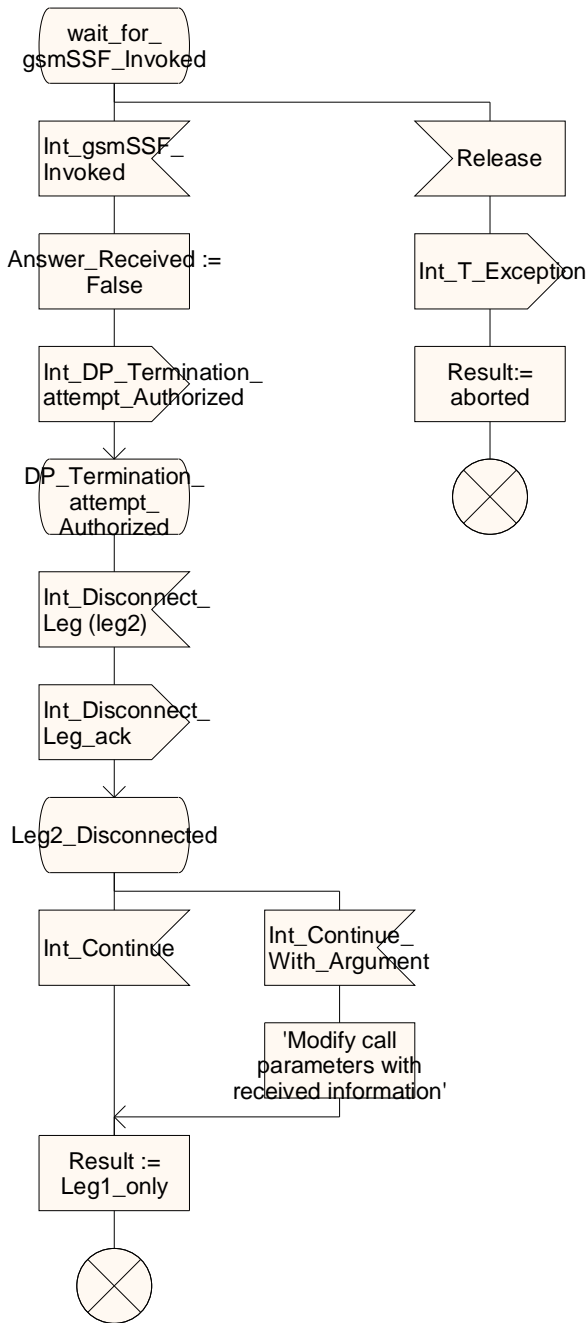 wait_for_
gsmSSF_Invoked
Int_gsmSSF_
Invoked
Release
Answer_Received :=
False
Int_T_Exception
Int_DP_Termination_
attempt_Authorized
Result:=
aborted
DP_Termination_
attempt_
Authorized
Int_Disconnect_
Leg (leg2)
Int_Disconnect_
Leg_ack
Leg2_Disconnected
Int_Continue
Int_Continue_
With_Argument
'Modify call
parameters with
received information'
Result :=
Leg1_only